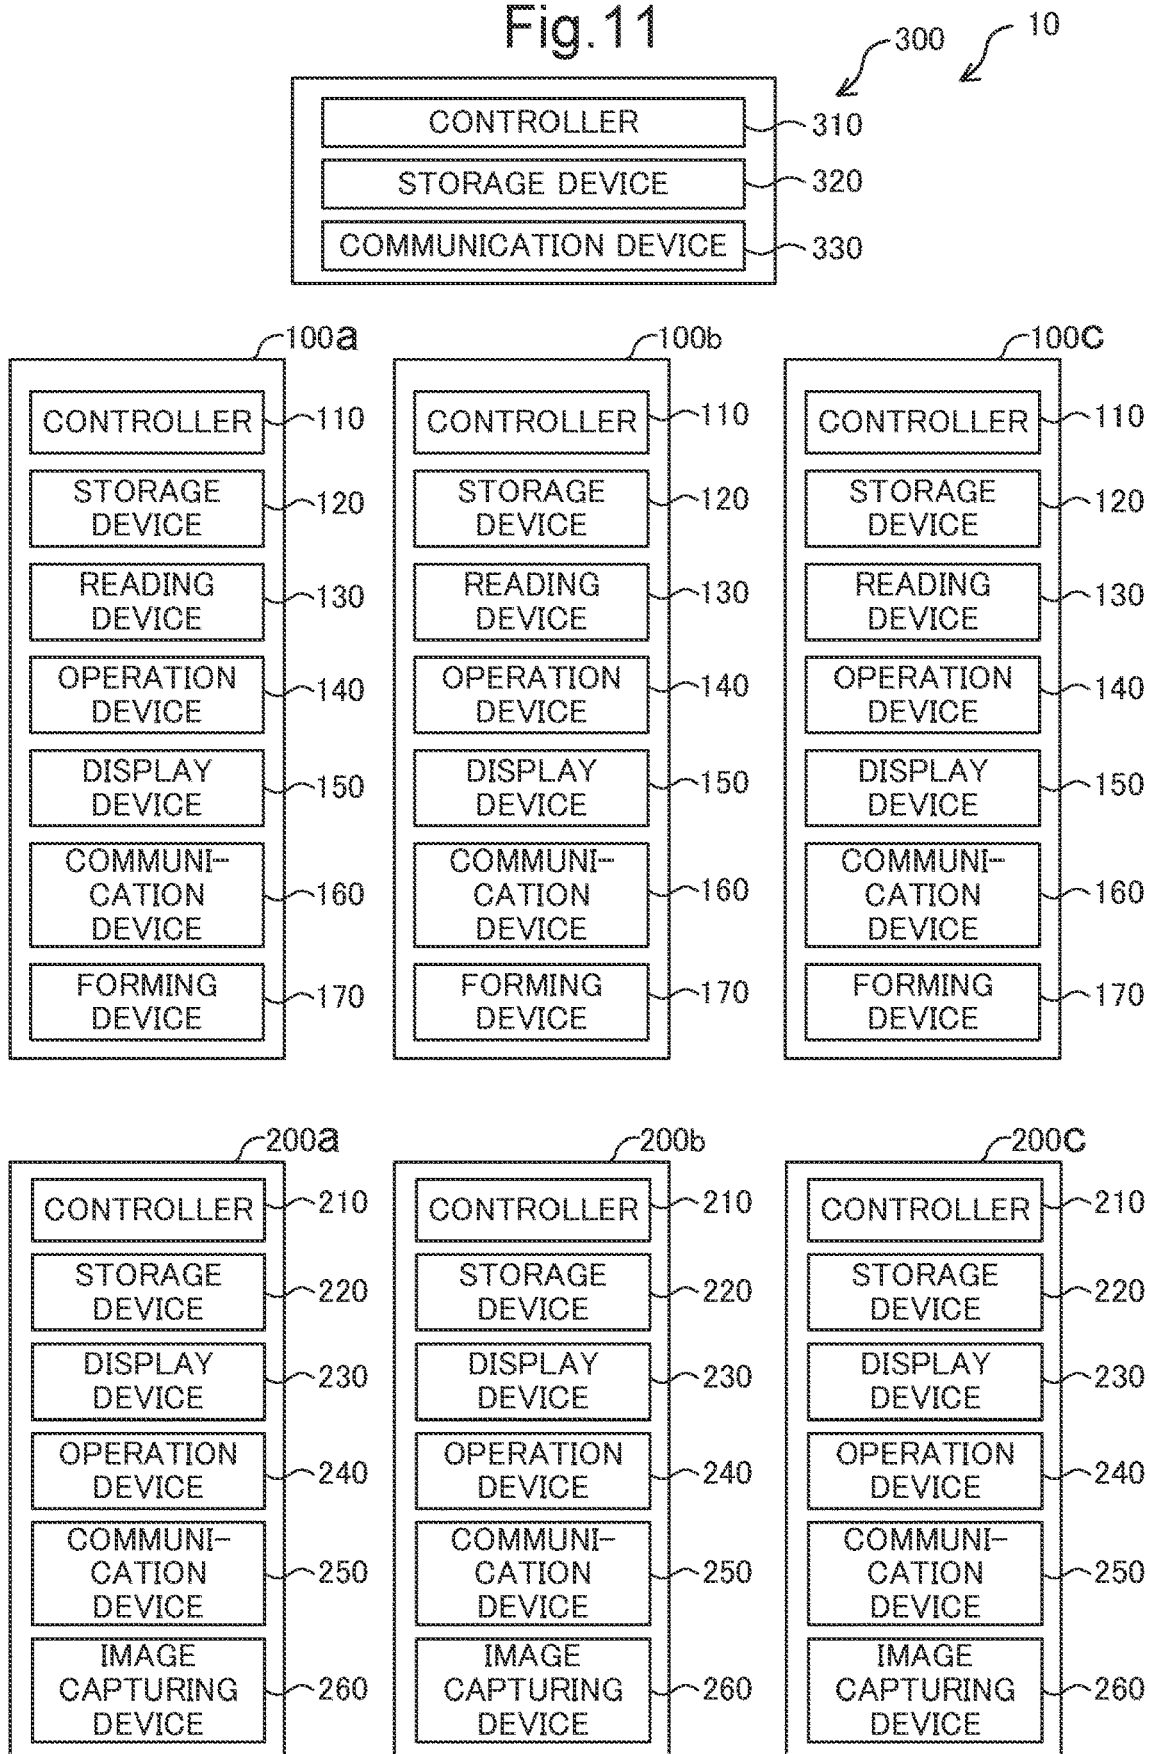 Fig.11
10
300
CONTROLLER
310
STORAGE DEVICE
320
COMMUNICATION DEVICE
330
100a
CONTROLLER
110
STORAGE
DEVICE
120
READING
DEVICE
130
OPERATION
DEVICE
140
DISPLAY
DEVICE
150
COMMUNI-
CATION
DEVICE
160
FORMING
DEVICE
170
100b
CONTROLLER
110
STORAGE
DEVICE
120
READING
DEVICE
130
OPERATION
DEVICE
140
DISPLAY
DEVICE
150
COMMUNI-
CATION
DEVICE
160
FORMING
DEVICE
170
100c
CONTROLLER
110
STORAGE
DEVICE
120
READING
DEVICE
130
OPERATION
DEVICE
140
DISPLAY
DEVICE
150
COMMUNI-
CATION
DEVICE
160
FORMING
DEVICE
170
200a
CONTROLLER
210
STORAGE
DEVICE
220
DISPLAY
DEVICE
230
OPERATION
DEVICE
240
COMMUNI-
CATION
DEVICE
250
IMAGE
CAPTURING
DEVICE
260
200b
CONTROLLER
210
STORAGE
DEVICE
220
DISPLAY
DEVICE
230
OPERATION
DEVICE
240
COMMUNI-
CATION
DEVICE
250
IMAGE
CAPTURING
DEVICE
260
200c
CONTROLLER
210
STORAGE
DEVICE
220
DISPLAY
DEVICE
230
OPERATION
DEVICE
240
COMMUNI-
CATION
DEVICE
250
IMAGE
CAPTURING
DEVICE
260